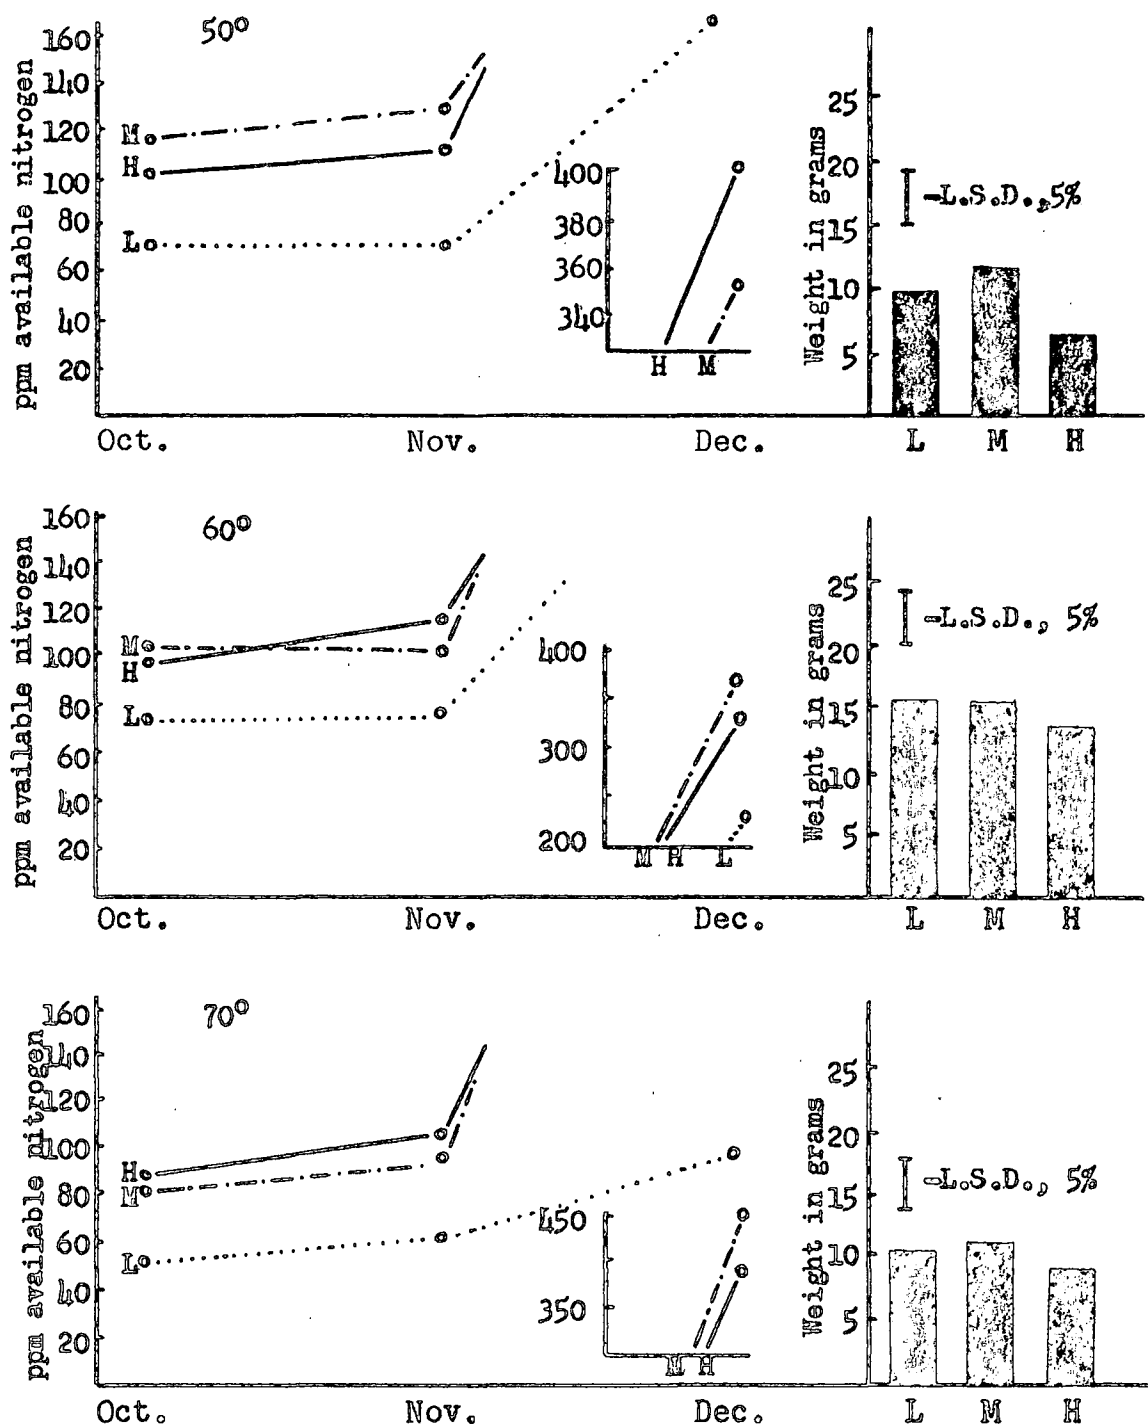 50°
ppm available nitrogen
160
140
120
100
80
60
40
20
M
H
L
Oct. Nov. Dec.
400
380
360
340
H M
Weight in grams
25
20
15
10
5
-L.S.D., 5%
L M H
60°
ppm available nitrogen
160
140
120
100
80
60
40
20
M
H
L
Oct. Nov. Dec.
400
300
200
M H L
Weight in grams
25
20
15
10
5
-L.S.D., 5%
L M H
70°
ppm available nitrogen
160
140
120
100
80
60
40
20
H
M
L
Oct. Nov. Dec.
450
350
M H
Weight in grams
25
20
15
10
5
-L.S.D., 5%
L M H